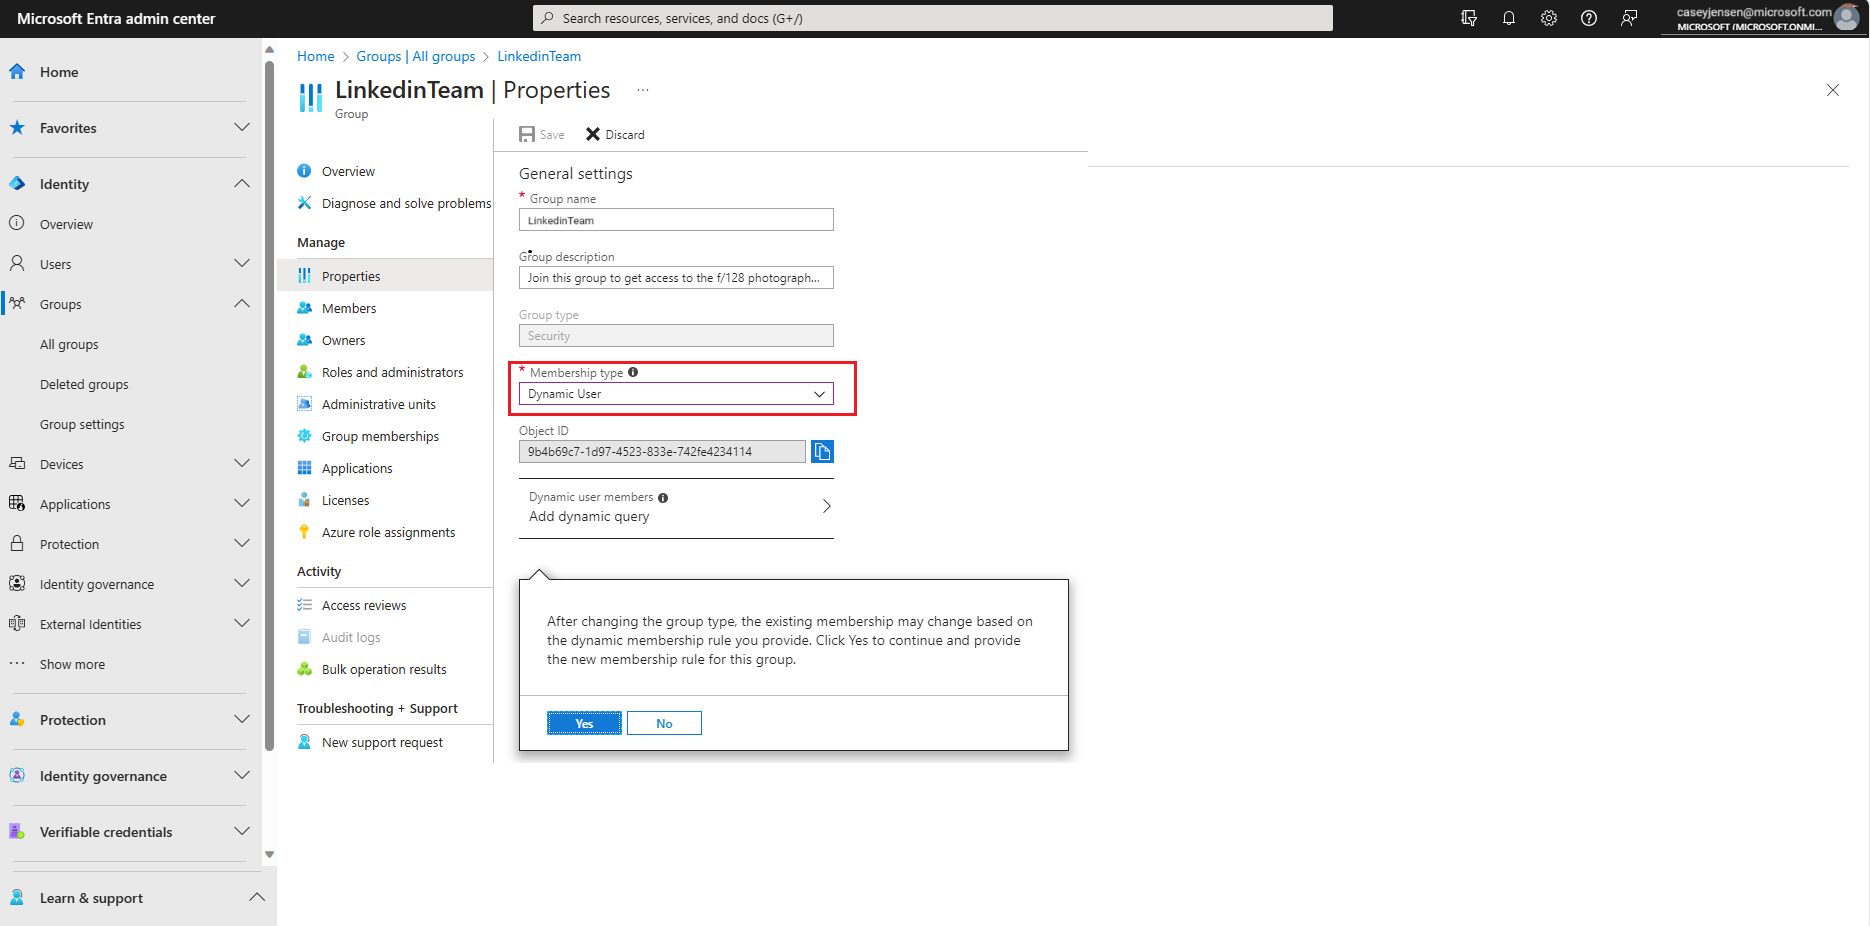 Microsoft Entra admin center
Search resources, services, and docs (G+/)
caseyjensen@microsoft.com
MICROSOFT (MICROSOFT.ONMI...
Home
Favorites
Identity
Overview
Users
Groups
All groups
Deleted groups
Group settings
Devices
Applications
Protection
Identity governance
External Identities
Show more
Protection
Identity governance
Verifiable credentials
Learn & support
Home > Groups | All groups > LinkedinTeam
LinkedinTeam | Properties ...
Group
Overview
Diagnose and solve problems
Manage
Properties
Members
Owners
Roles and administrators
Administrative units
Group memberships
Applications
Licenses
Azure role assignments
Activity
Access reviews
Audit logs
Bulk operation results
Troubleshooting + Support
New support request
Save Discard
General settings
* Group name
LinkedinTeam
Group description
Join this group to get access to the f/128 photograph...
Group type
Security
* Membership type
Dynamic User
Object ID
9b4b69c7-1d97-4523-833e-742fe4234114
Dynamic user members
Add dynamic query
After changing the group type, the existing membership may change based on
the dynamic membership rule you provide. Click Yes to continue and provide
the new membership rule for this group.
Yes No